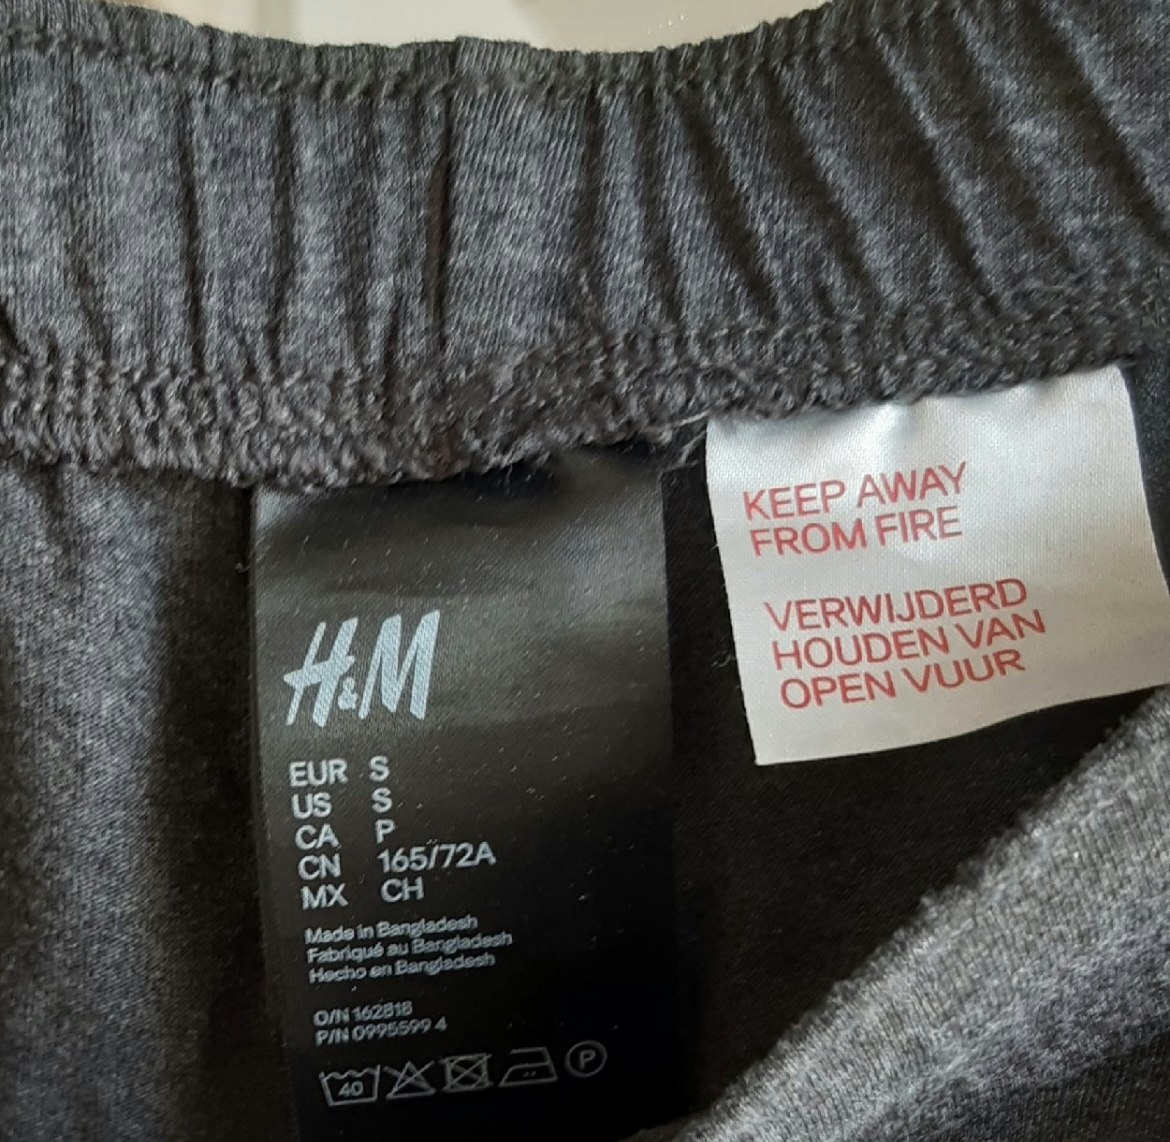 H&M
EUR S
US S
CA P
CN 165/72A
MX CH
Made in Bangladesh
Fabriqué au Bangladesh
Hecho en Bangladesh
O/N 162818
P/N 0995599 4
40
P
KEEP AWAY
FROM FIRE
VERWIJDERD
HOUDEN VAN
OPEN VUUR